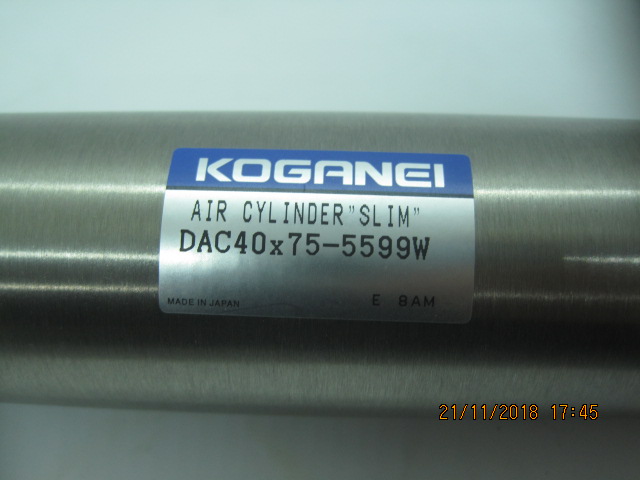 KOGANEI
AIR CYLINDER"SLIM"
DAC40x75-5599W
MADE IN JAPAN E 8AM
21/11/2018 17:45